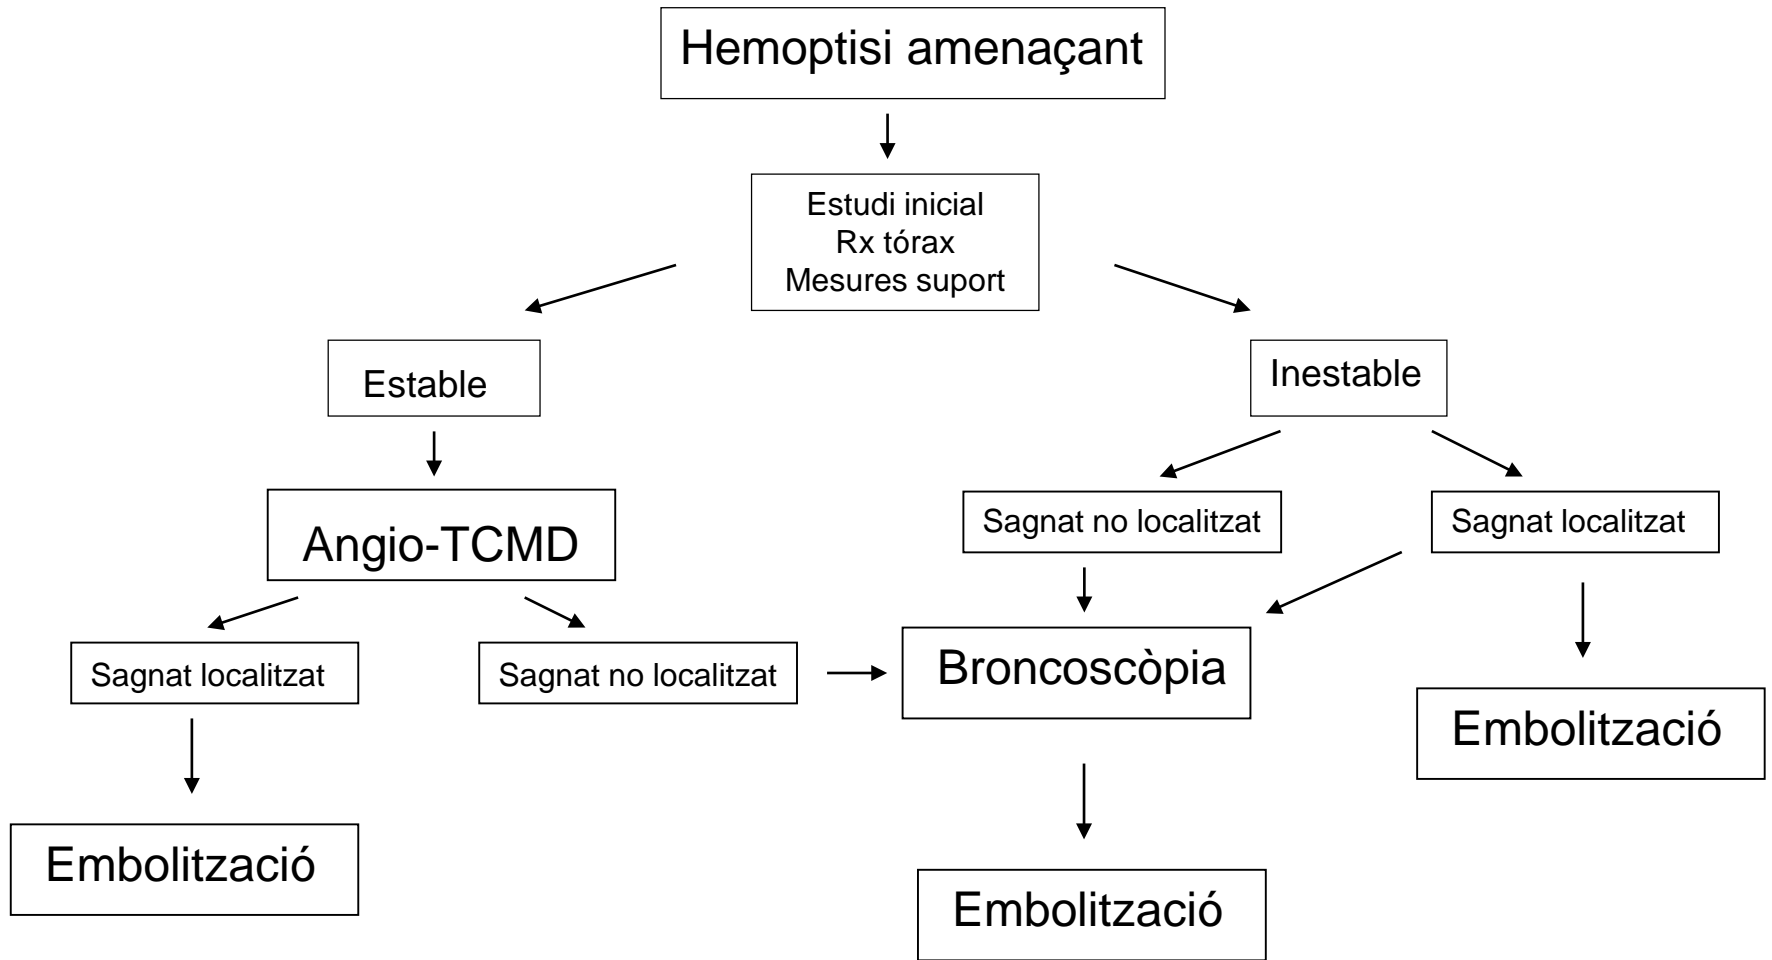 Hemoptisi amenaçant
Estudi inicial
Rx tórax
Mesures suport
Estable
Inestable
Angio-TCMD
Sagnat no localitzat
Sagnat localitzat
Sagnat localitzat
Sagnat no localitzat
Broncoscòpia
Embolització
Embolització
Embolització